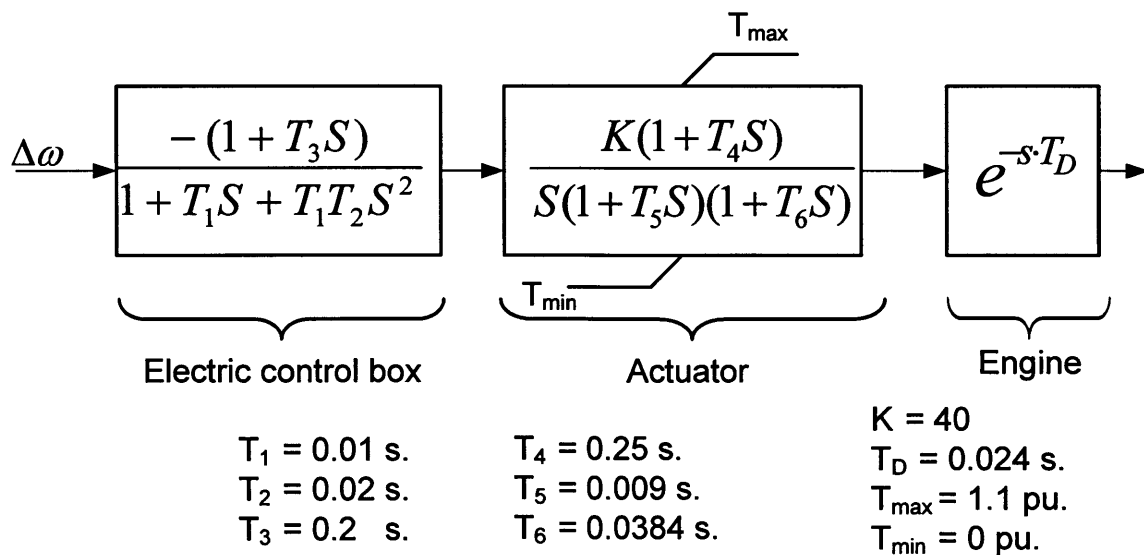 T_max
Δω
−(1 + T_3S)
1 + T_1S + T_1T_2S^2
K(1 + T_4S)
S(1 + T_5S)(1 + T_6S)
e^{−s·T_D}
T_min
Electric control box
Actuator
Engine
T_1 = 0.01 s.
T_2 = 0.02 s.
T_3 = 0.2 s.
T_4 = 0.25 s.
T_5 = 0.009 s.
T_6 = 0.0384 s.
K = 40
T_D = 0.024 s.
T_max = 1.1 pu.
T_min = 0 pu.